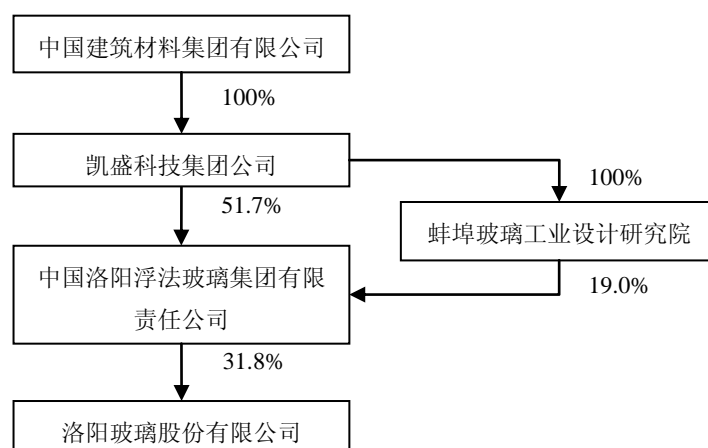 中国建筑材料集团有限公司
100%
凯盛科技集团公司
100%
51.7%
蚌埠玻璃工业设计研究院
中国洛阳浮法玻璃集团有限
责任公司
19.0%
31.8%
洛阳玻璃股份有限公司